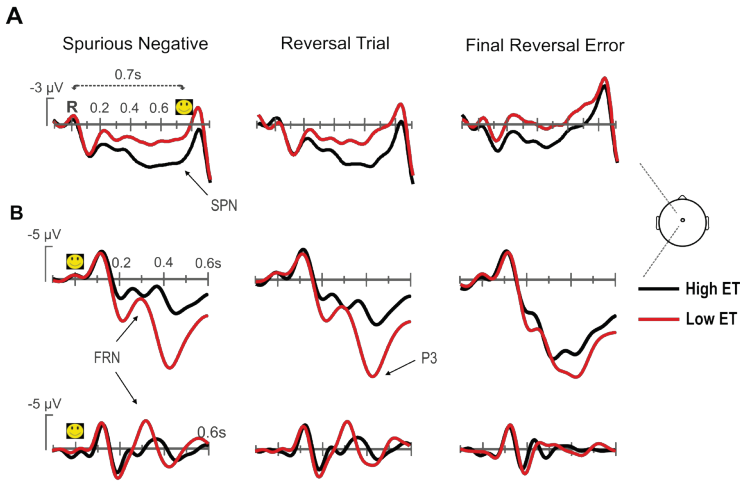 A
Spurious Negative
Reversal Trial
Final Reversal Error
-3 µV
R
0.7s
0.2 0.4 0.6
SPN
B
-5 µV
0.2 0.4 0.6s
FRN
P3
High ET
Low ET
-5 µV
0.6s